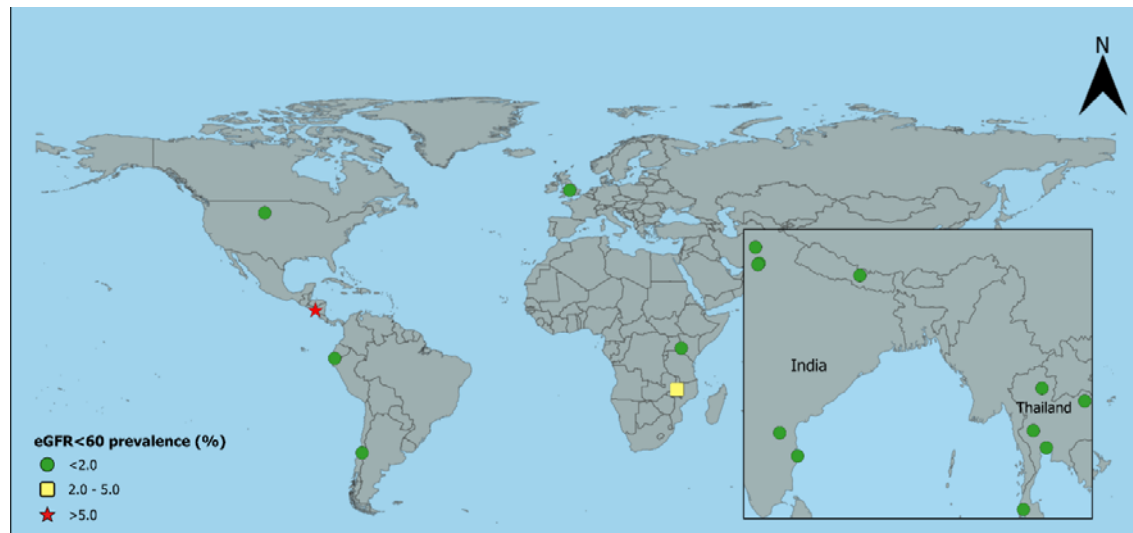 N
India
Thailand
eGFR<60 prevalence (%)
<2.0
2.0 - 5.0
>5.0